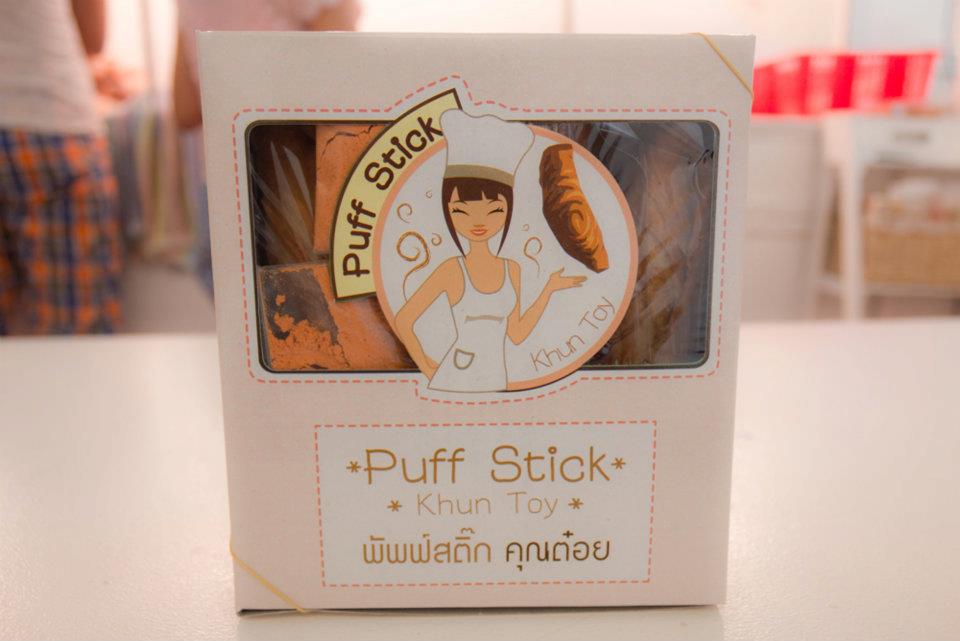 Puff Stick
Khun Toy
*Puff Stick*
* Khun Toy *
พัพฟ์สติ๊ก คุณต๋อย